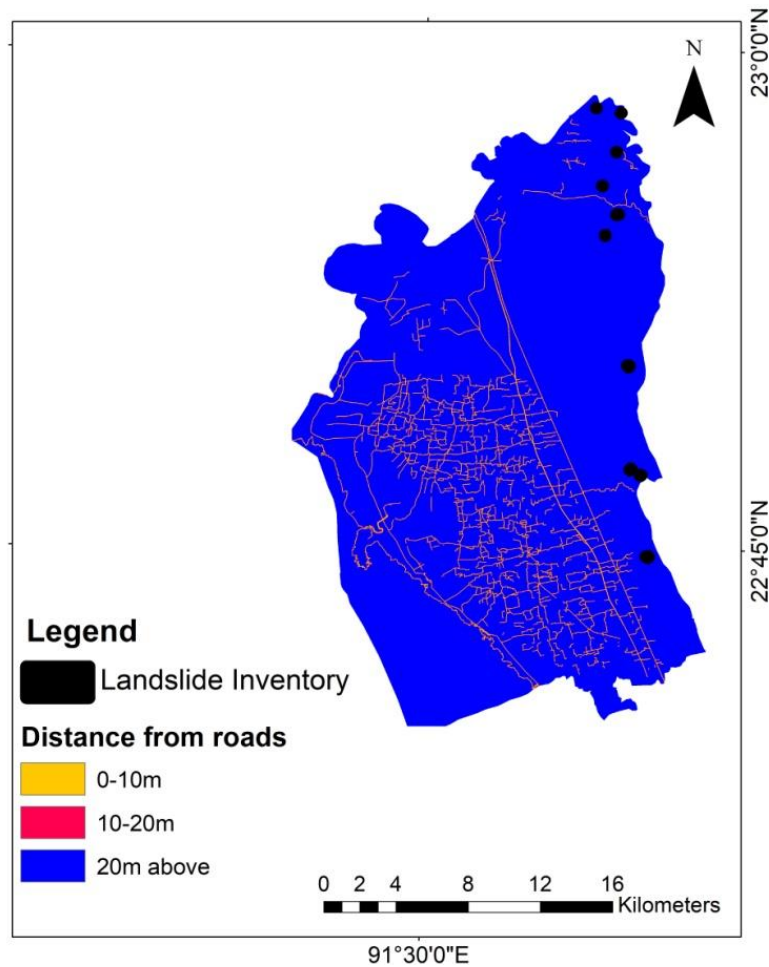 N
23°0'0"N
22°45'0"N
Legend
Landslide Inventory
Distance from roads
0-10m
10-20m
20m above
0 2 4 8 12 16
Kilometers
91°30'0"E